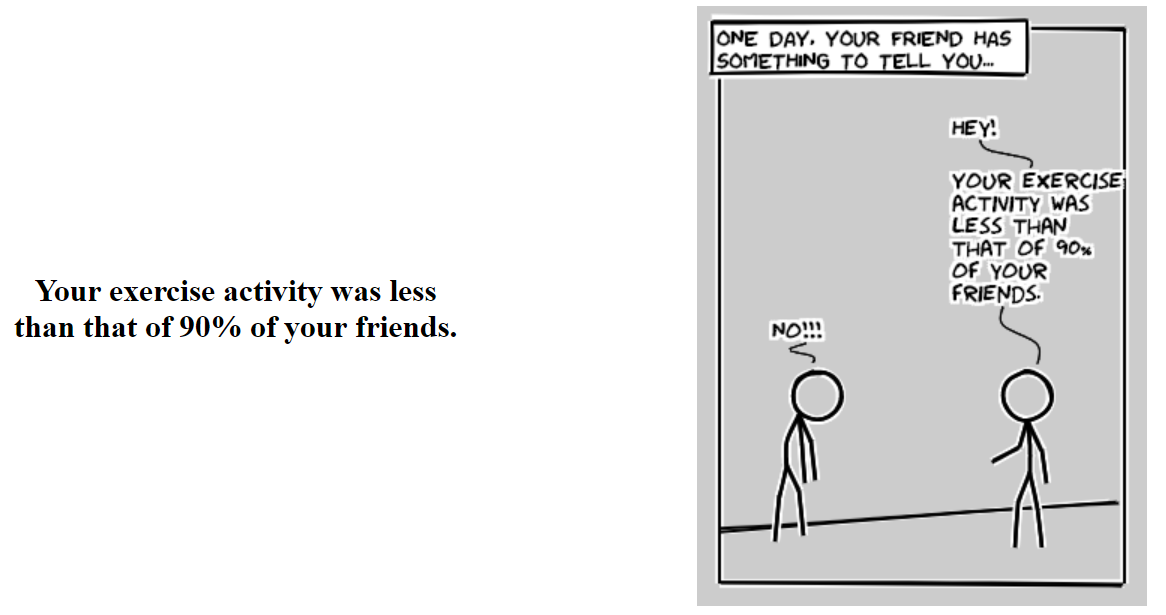 Your exercise activity was less
than that of 90% of your friends.
ONE DAY, YOUR FRIEND HAS
SOMETHING TO TELL YOU...
HEY!
YOUR EXERCISE
ACTIVITY WAS
LESS THAN
THAT OF 90%
OF YOUR
FRIENDS.
NO!!!